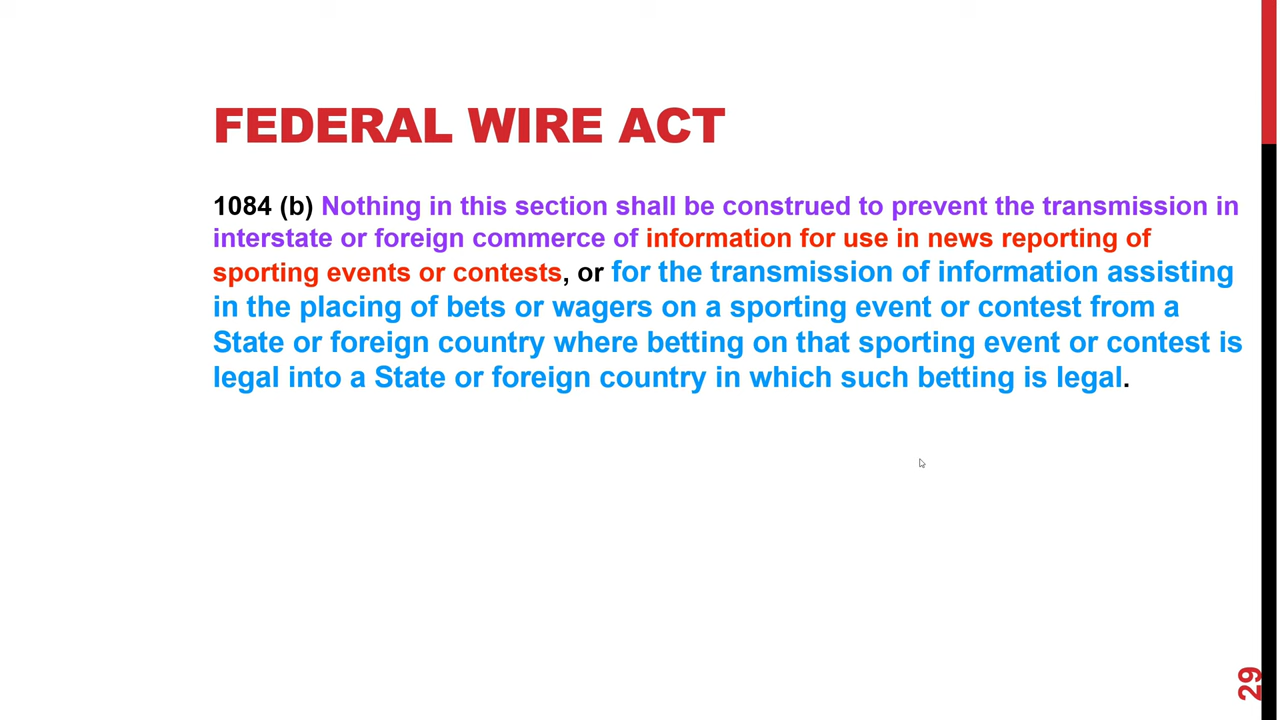 FEDERAL WIRE ACT
1084 (b) Nothing in this section shall be construed to prevent the transmission in
interstate or foreign commerce of information for use in news reporting of
sporting events or contests, or for the transmission of information assisting
in the placing of bets or wagers on a sporting event or contest from a
State or foreign country where betting on that sporting event or contest is
legal into a State or foreign country in which such betting is legal.
29